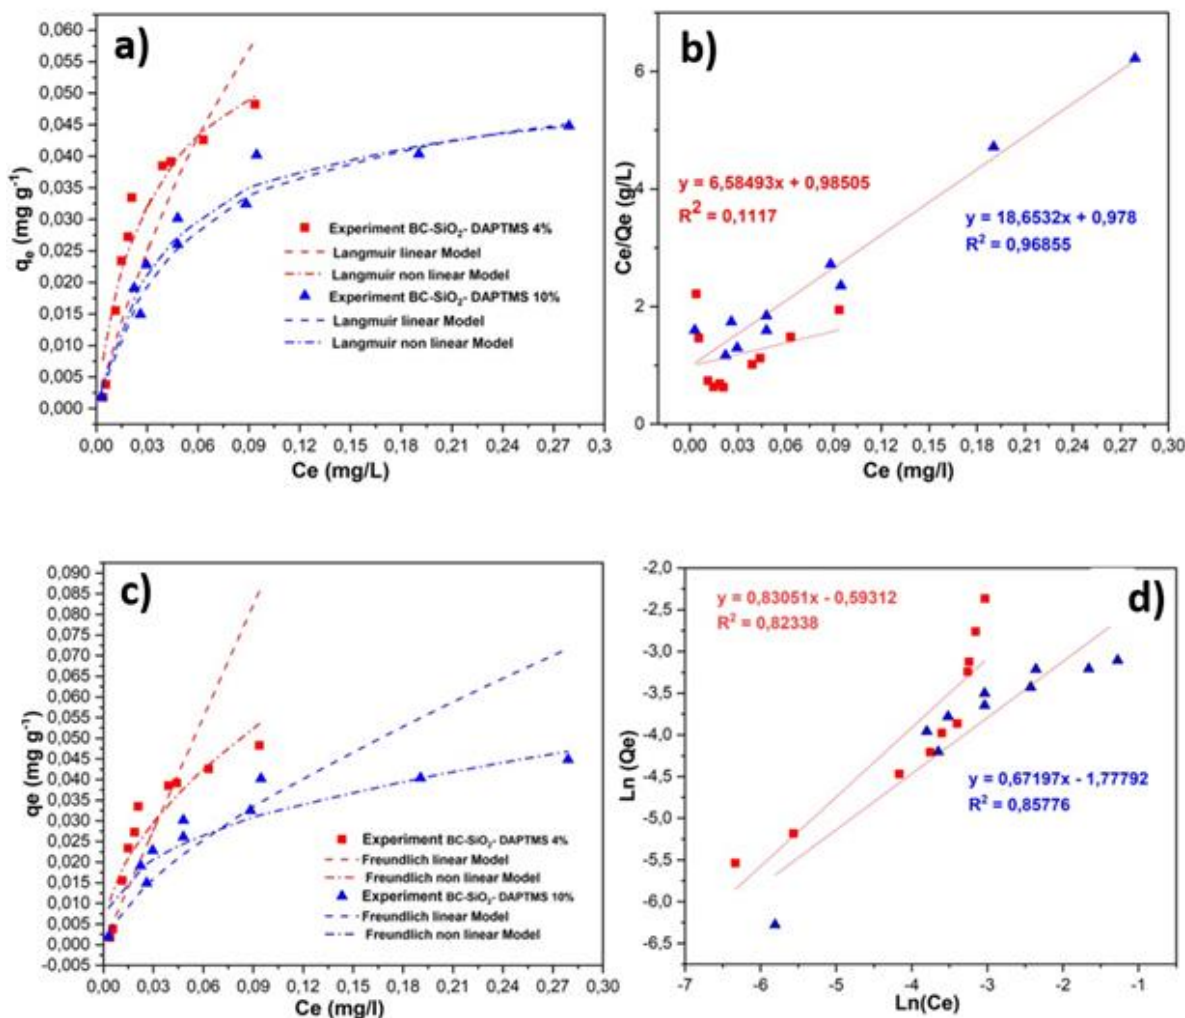 a)
0,060
0,055
0,050
0,045
0,040
0,035
0,030
0,025
0,020
0,015
0,010
0,005
0,000
qe (mg g-1)
Experiment BC-SiO2- DAPTMS 4%
Langmuir linear Model
Langmuir non linear Model
Experiment BC-SiO2- DAPTMS 10%
Langmuir linear Model
Langmuir non linear Model
0,00 0,03 0,06 0,09 0,12 0,15 0,18 0,21 0,24 0,27 0,3
Ce (mg/L)
b)
6
4
2
0
Ce/Qe (g/L)
y = 6,58493x + 0,98505
R2 = 0,1117
y = 18,6532x + 0,978
R2 = 0,96855
0,00 0,03 0,06 0,09 0,12 0,15 0,18 0,21 0,24 0,27 0,30
Ce (mg/l)
c)
0,090
0,085
0,080
0,075
0,070
0,065
0,060
0,055
0,050
0,045
0,040
0,035
0,030
0,025
0,020
0,015
0,010
0,005
0,000
-0,005
qe (mg g-1)
Experiment BC-SiO2- DAPTMS 4%
Freundlich linear Model
Freundlich non linear Model
Experiment BC-SiO2- DAPTMS 10%
Freundlich linear Model
Freundlich non linear Model
0,00 0,03 0,06 0,09 0,12 0,15 0,18 0,21 0,24 0,27 0,30
Ce (mg/l)
d)
-2,0
-2,5
-3,0
-3,5
-4,0
-4,5
-5,0
-5,5
-6,0
-6,5
Ln (Qe)
y = 0,83051x - 0,59312
R2 = 0,82338
y = 0,67197x - 1,77792
R2 = 0,85776
-7 -6 -5 -4 -3 -2 -1
Ln(Ce)